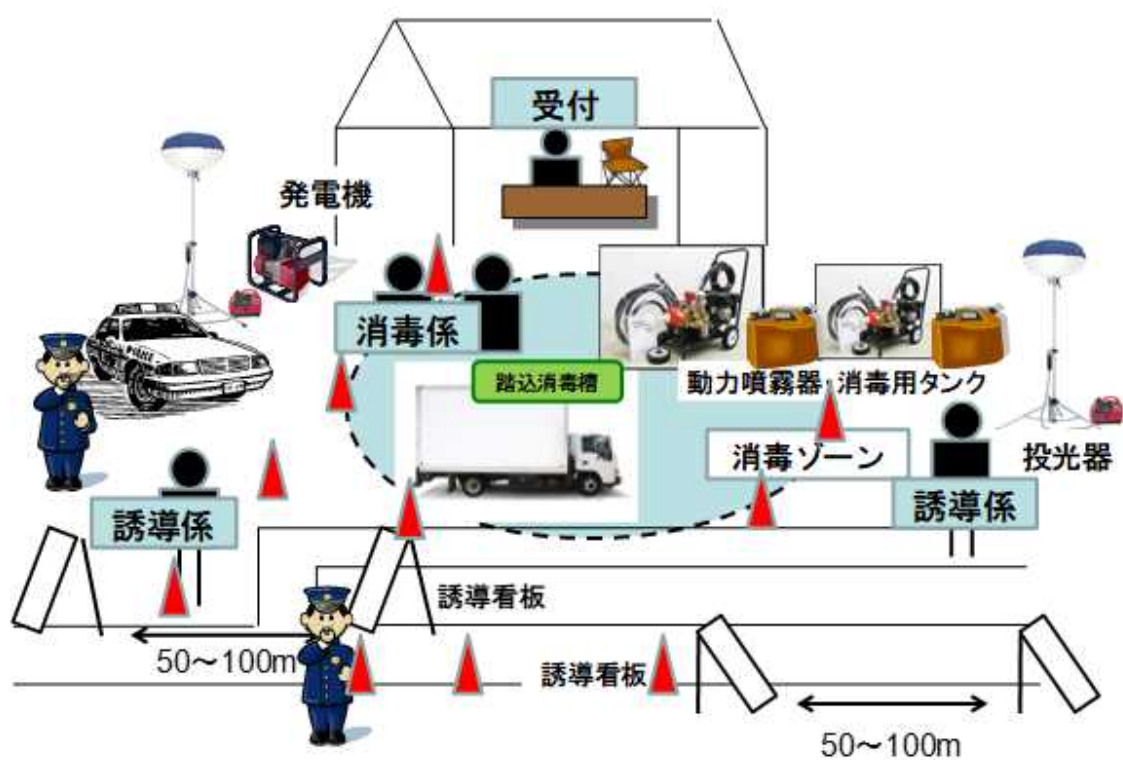 受付
発電機
消毒係
踏込消毒槽
動力噴霧器・消毒用タンク
消毒ゾーン
投光器
誘導係
誘導係
誘導看板
50～100m
誘導看板
50～100m